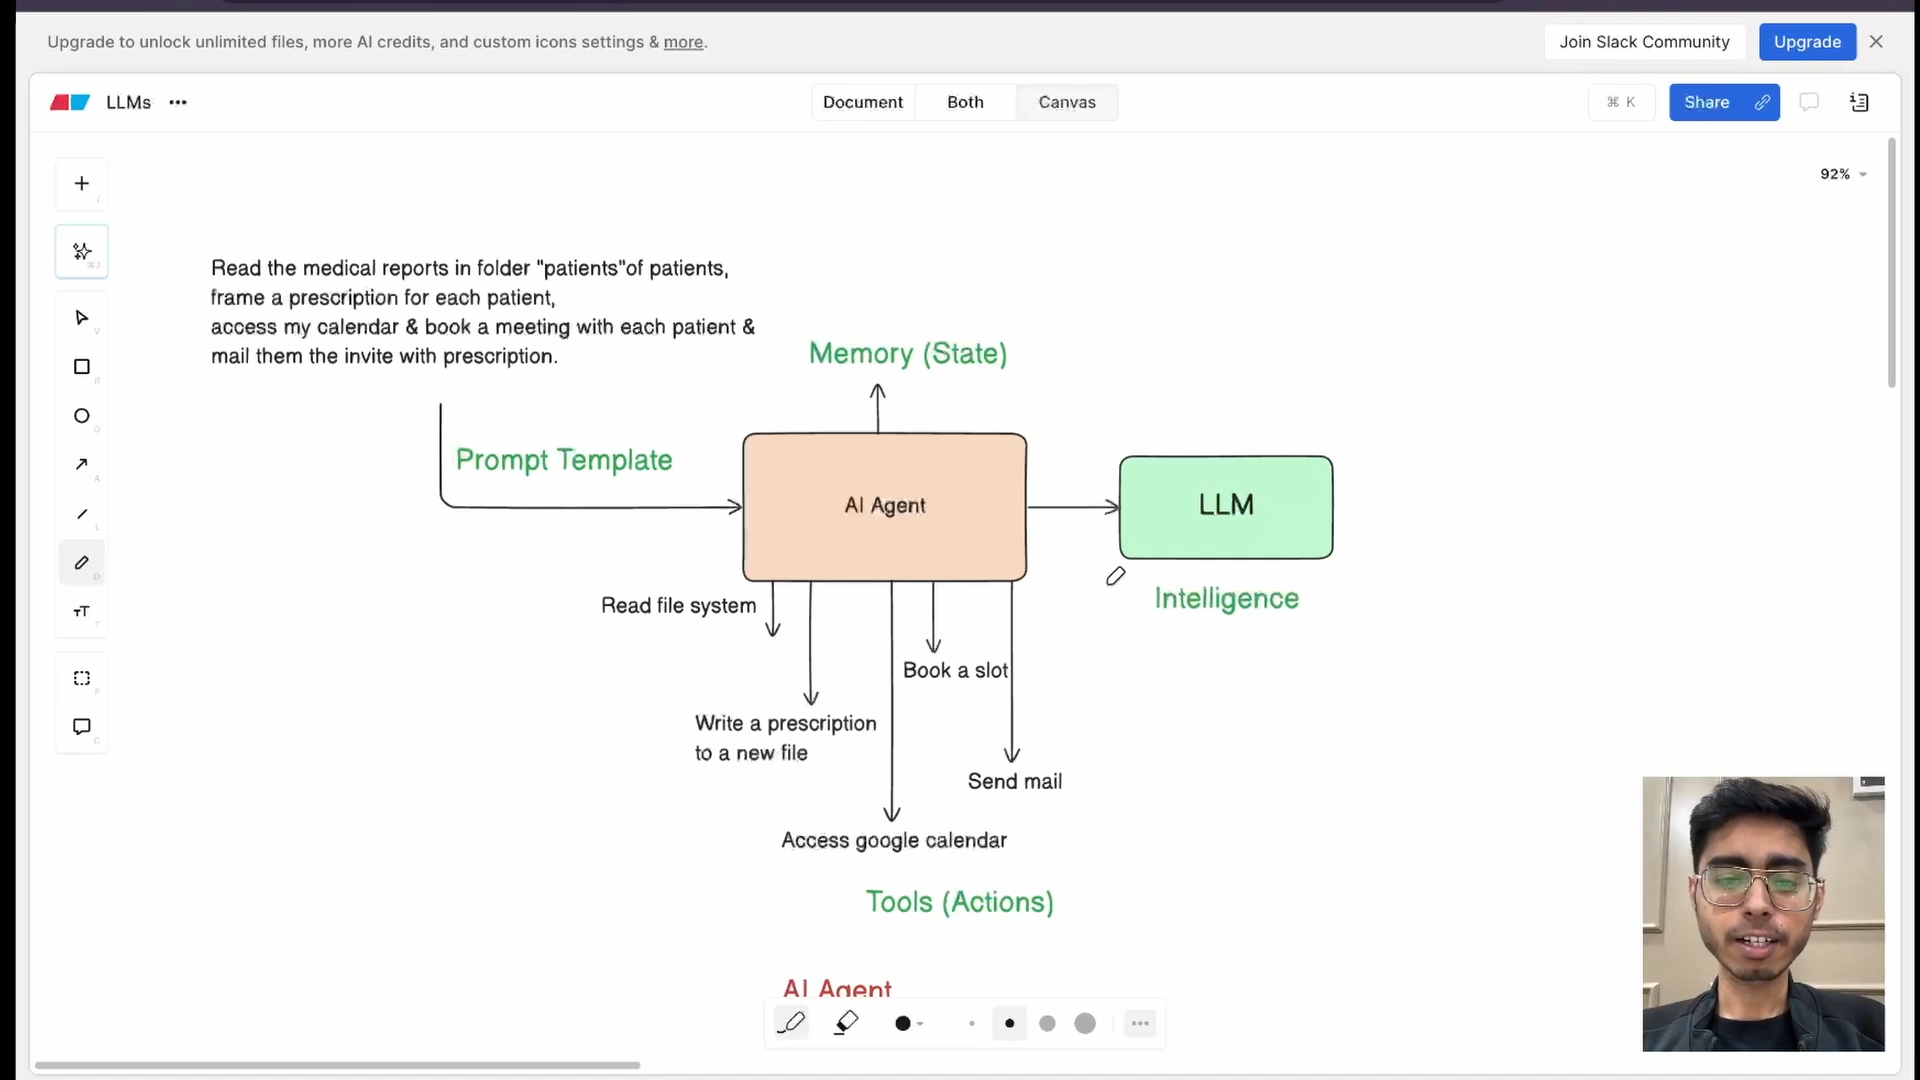 Upgrade to unlock unlimited files, more AI credits, and custom icons settings & more.
Join Slack Community
Upgrade
LLMs
Document
Both
Canvas
⌘ K
Share
92%
Read the medical reports in folder "patients"of patients,
frame a prescription for each patient,
access my calendar & book a meeting with each patient &
mail them the invite with prescription.
Memory (State)
Prompt Template
AI Agent
LLM
Intelligence
Read file system
Book a slot
Write a prescription
to a new file
Send mail
Access google calendar
Tools (Actions)
AI Agent